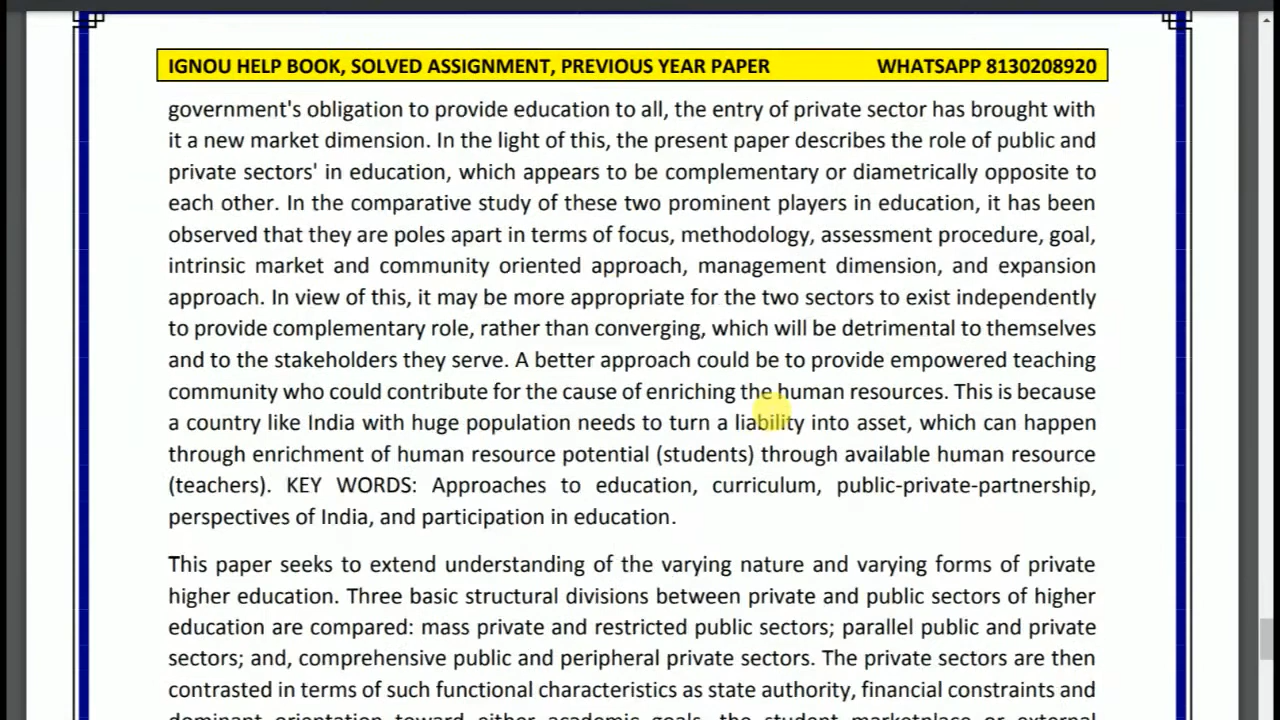 IGNOU HELP BOOK, SOLVED ASSIGNMENT, PREVIOUS YEAR PAPER WHATSAPP 8130208920
government's obligation to provide education to all, the entry of private sector has brought with
it a new market dimension. In the light of this, the present paper describes the role of public and
private sectors' in education, which appears to be complementary or diametrically opposite to
each other. In the comparative study of these two prominent players in education, it has been
observed that they are poles apart in terms of focus, methodology, assessment procedure, goal,
intrinsic market and community oriented approach, management dimension, and expansion
approach. In view of this, it may be more appropriate for the two sectors to exist independently
to provide complementary role, rather than converging, which will be detrimental to themselves
and to the stakeholders they serve. A better approach could be to provide empowered teaching
community who could contribute for the cause of enriching the human resources. This is because
a country like India with huge population needs to turn a liability into asset, which can happen
through enrichment of human resource potential (students) through available human resource
(teachers). KEY WORDS: Approaches to education, curriculum, public-private-partnership,
perspectives of India, and participation in education.
This paper seeks to extend understanding of the varying nature and varying forms of private
higher education. Three basic structural divisions between private and public sectors of higher
education are compared: mass private and restricted public sectors; parallel public and private
sectors; and, comprehensive public and peripheral private sectors. The private sectors are then
contrasted in terms of such functional characteristics as state authority, financial constraints and
dominant orientation toward either academic goals, the student marketplace or external